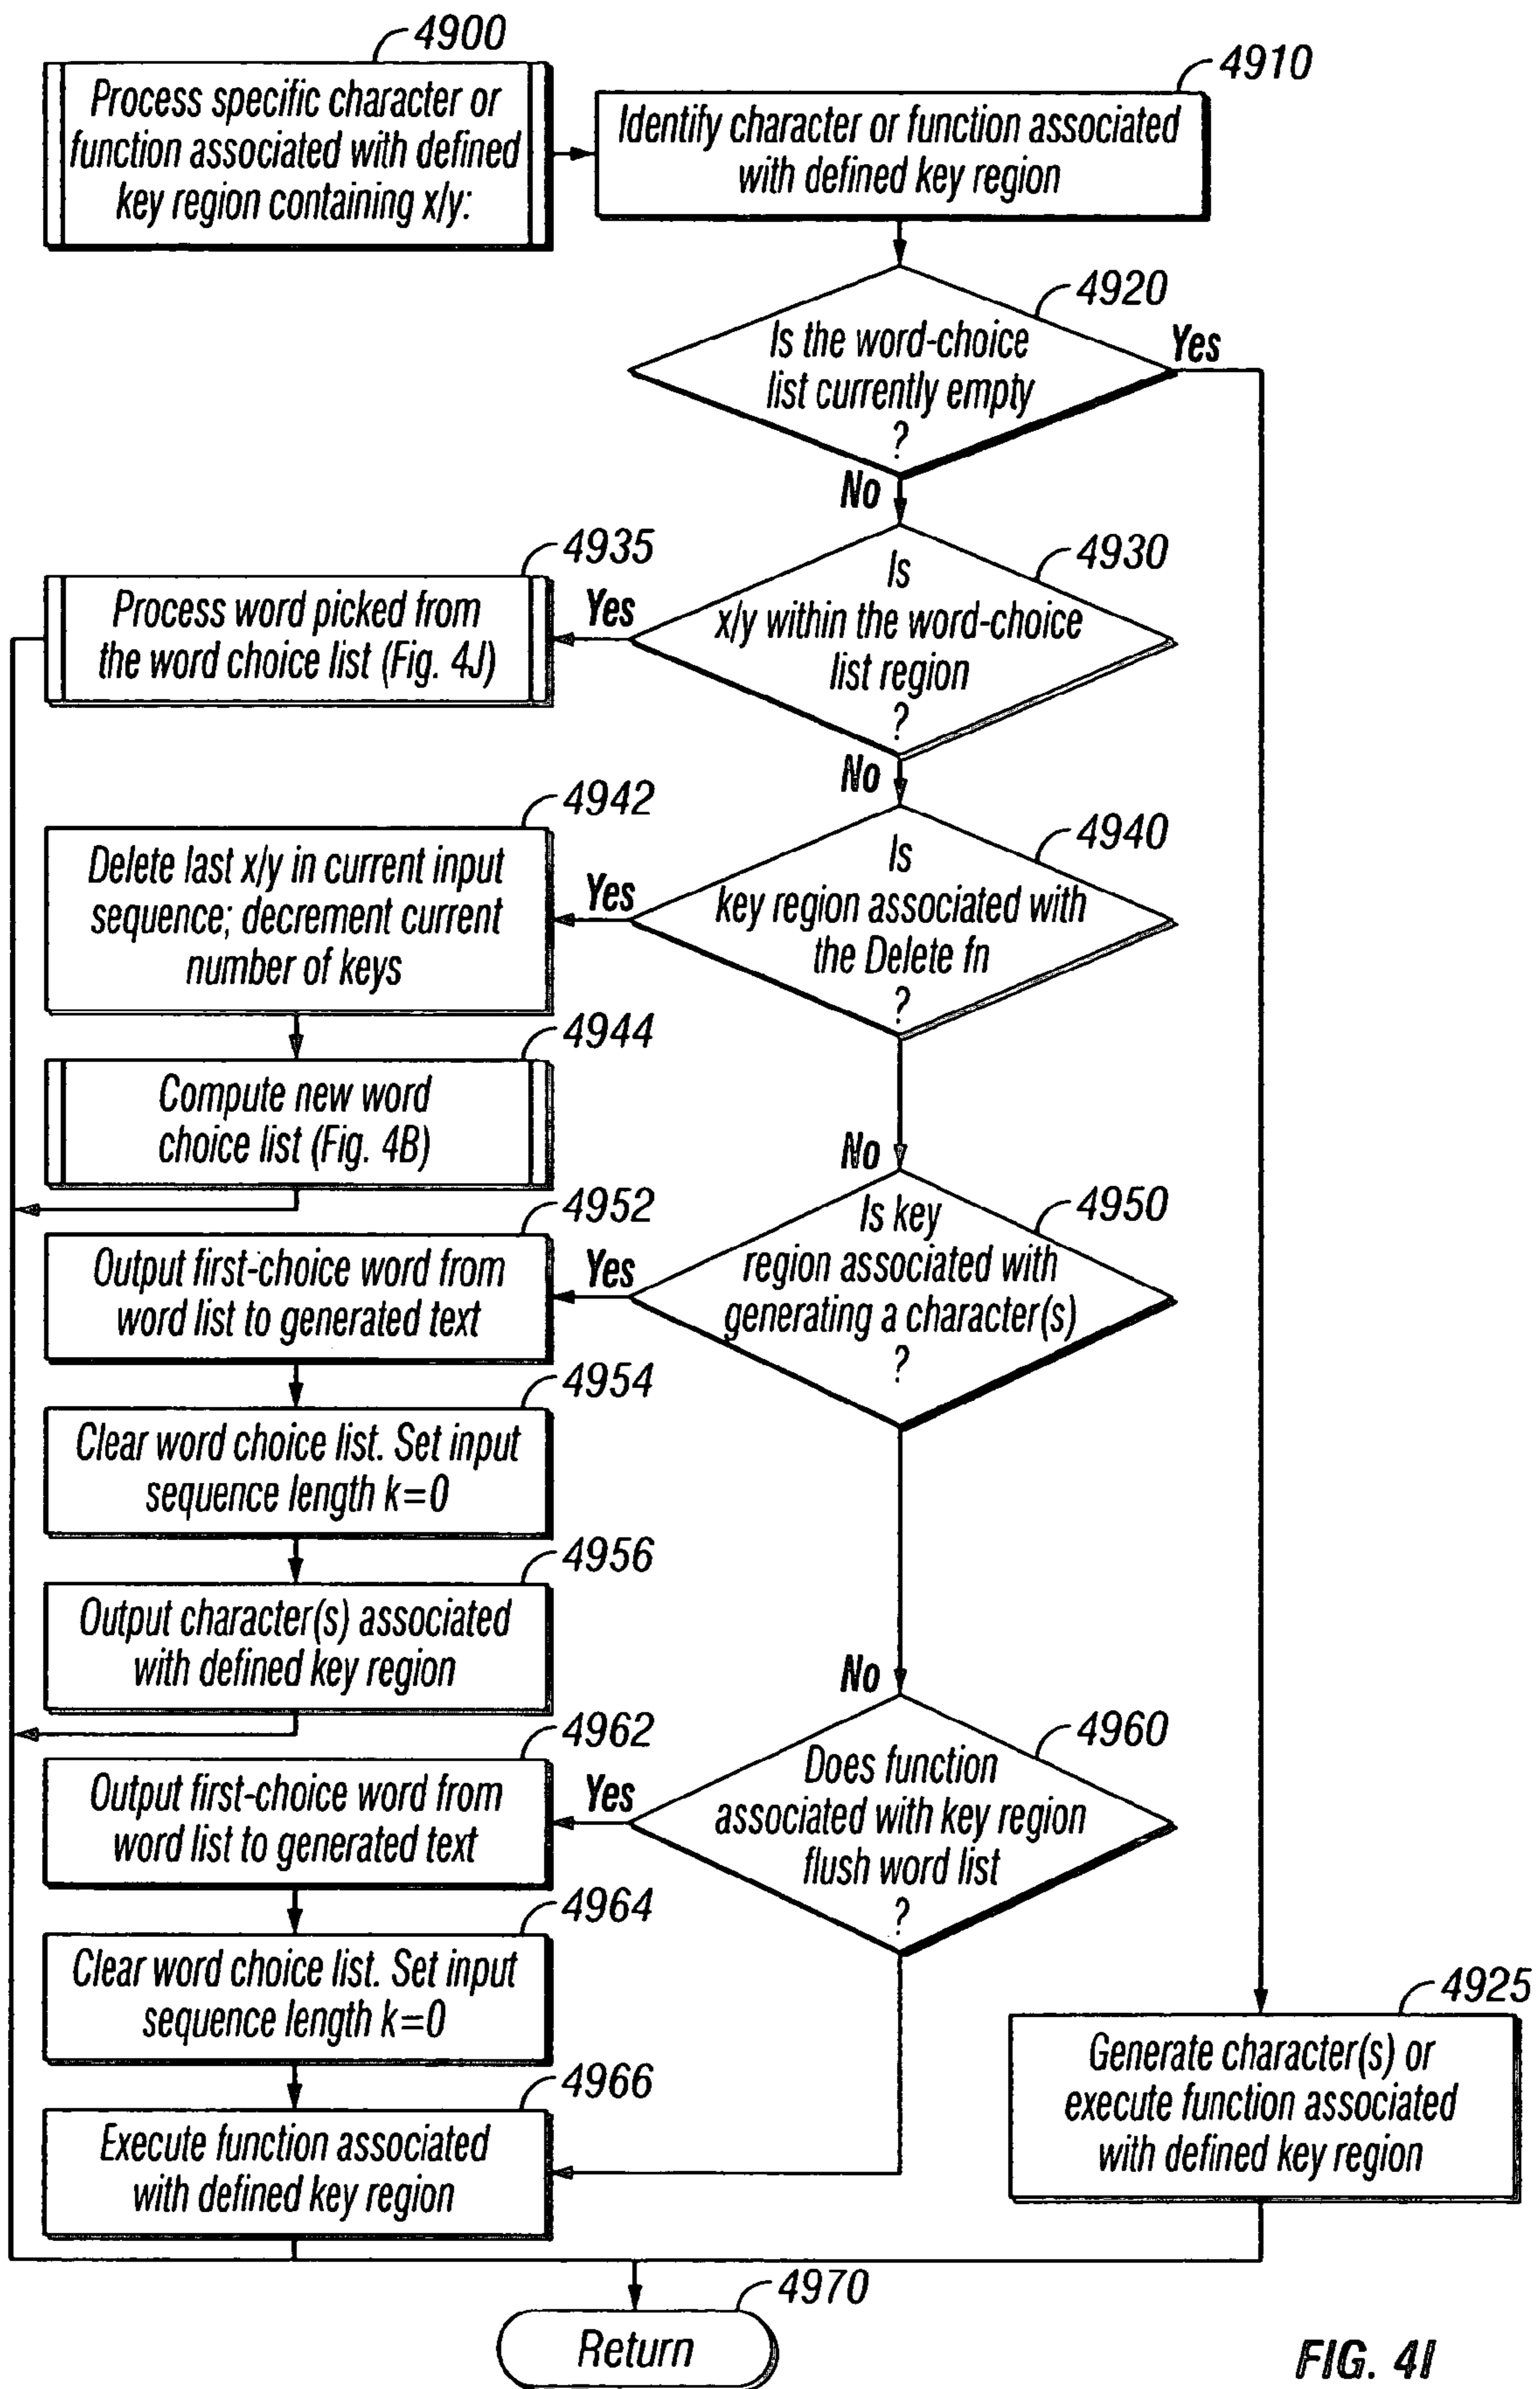 4900
Process specific character or
function associated with defined
key region containing x/y:
4910
Identify character or function associated
with defined key region
4920
Is the word-choice
list currently empty
?
Yes
No
4930
Is
x/y within the word-choice
list region
?
Yes
4935
Process word picked from
the word choice list (Fig. 4J)
No
4940
Is
key region associated with
the Delete fn
?
Yes
4942
Delete last x/y in current input
sequence; decrement current
number of keys
4944
Compute new word
choice list (Fig. 4B)
No
4950
Is key
region associated with
generating a character(s)
?
Yes
4952
Output first-choice word from
word list to generated text
4954
Clear word choice list. Set input
sequence length k=0
4956
Output character(s) associated
with defined key region
No
4960
Does function
associated with key region
flush word list
?
Yes
4962
Output first-choice word from
word list to generated text
4964
Clear word choice list. Set input
sequence length k=0
4966
Execute function associated
with defined key region
4925
Generate character(s) or
execute function associated
with defined key region
4970
Return
FIG. 4I